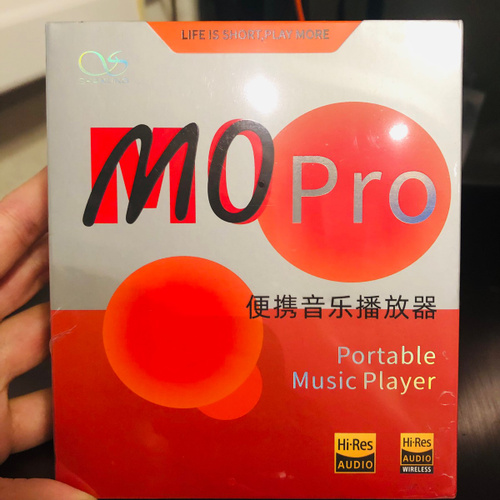 LIFE IS SHORT,PLAY MORE
SHANLING
M0 Pro
便携音乐播放器
Portable
Music Player
Hi-Res
AUDIO
Hi-Res
AUDIO
WIRELESS